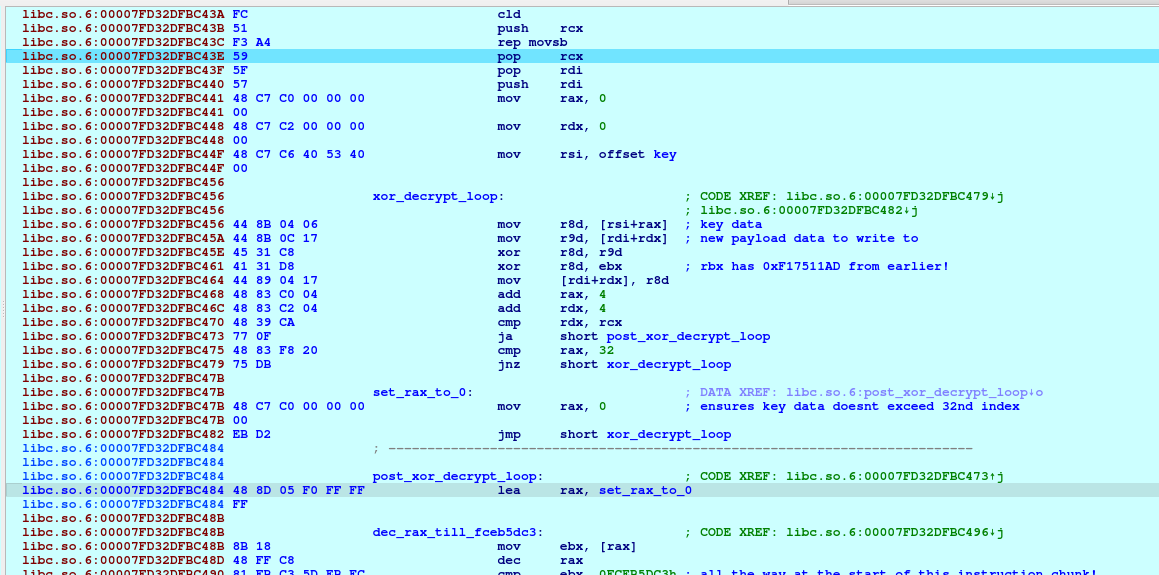 libc.so.6:00007FD32DFBC43A FC cld
libc.so.6:00007FD32DFBC43B 51 push rcx
libc.so.6:00007FD32DFBC43C F3 A4 rep movsb
libc.so.6:00007FD32DFBC43E 59 pop rcx
libc.so.6:00007FD32DFBC43F 5F pop rdi
libc.so.6:00007FD32DFBC440 57 push rdi
libc.so.6:00007FD32DFBC441 48 C7 C0 00 00 00 mov rax, 0
libc.so.6:00007FD32DFBC441 00
libc.so.6:00007FD32DFBC448 48 C7 C2 00 00 00 mov rdx, 0
libc.so.6:00007FD32DFBC448 00
libc.so.6:00007FD32DFBC44F 48 C7 C6 40 53 40 mov rsi, offset key
libc.so.6:00007FD32DFBC44F 00
libc.so.6:00007FD32DFBC456
libc.so.6:00007FD32DFBC456 xor_decrypt_loop: ; CODE XREF: libc.so.6:00007FD32DFBC479↓j
libc.so.6:00007FD32DFBC456 ; libc.so.6:00007FD32DFBC482↓j
libc.so.6:00007FD32DFBC456 44 8B 04 06 mov r8d, [rsi+rax] ; key data
libc.so.6:00007FD32DFBC45A 44 8B 0C 17 mov r9d, [rdi+rdx] ; new payload data to write to
libc.so.6:00007FD32DFBC45E 45 31 C8 xor r8d, r9d
libc.so.6:00007FD32DFBC461 41 31 D8 xor r8d, ebx ; rbx has 0xF17511AD from earlier!
libc.so.6:00007FD32DFBC464 44 89 04 17 mov [rdi+rdx], r8d
libc.so.6:00007FD32DFBC468 48 83 C0 04 add rax, 4
libc.so.6:00007FD32DFBC46C 48 83 C2 04 add rdx, 4
libc.so.6:00007FD32DFBC470 48 39 CA cmp rdx, rcx
libc.so.6:00007FD32DFBC473 77 0F ja short post_xor_decrypt_loop
libc.so.6:00007FD32DFBC475 48 83 F8 20 cmp rax, 32
libc.so.6:00007FD32DFBC479 75 DB jnz short xor_decrypt_loop
libc.so.6:00007FD32DFBC47B
libc.so.6:00007FD32DFBC47B set_rax_to_0: ; DATA XREF: libc.so.6:post_xor_decrypt_loop↓o
libc.so.6:00007FD32DFBC47B 48 C7 C0 00 00 00 mov rax, 0 ; ensures key data doesnt exceed 32nd index
libc.so.6:00007FD32DFBC47B 00
libc.so.6:00007FD32DFBC482 EB D2 jmp short xor_decrypt_loop
libc.so.6:00007FD32DFBC484 ; ---------------------------------------------------------------------------
libc.so.6:00007FD32DFBC484
libc.so.6:00007FD32DFBC484 post_xor_decrypt_loop: ; CODE XREF: libc.so.6:00007FD32DFBC473↑j
libc.so.6:00007FD32DFBC484 48 8D 05 F0 FF FF lea rax, set_rax_to_0
libc.so.6:00007FD32DFBC484 FF
libc.so.6:00007FD32DFBC48B
libc.so.6:00007FD32DFBC48B dec_rax_till_fceb5dc3: ; CODE XREF: libc.so.6:00007FD32DFBC496↓j
libc.so.6:00007FD32DFBC48B 8B 18 mov ebx, [rax]
libc.so.6:00007FD32DFBC48D 48 FF C8 dec rax
libc.so.6:00007FD32DFBC490 81 FB C3 5D EB FC cmp ebx, 0FCEB5DC3h ; all the way at the start of this instruction chunk!